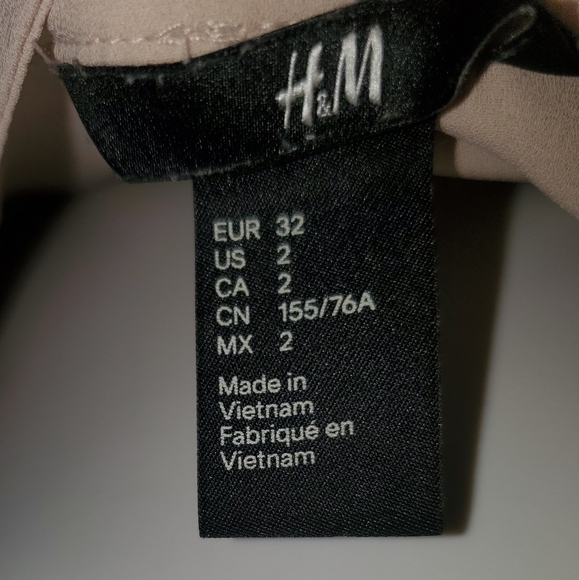 H&M
EUR 32
US 2
CA 2
CN 155/76A
MX 2
Made in
Vietnam
Fabriqué en
Vietnam